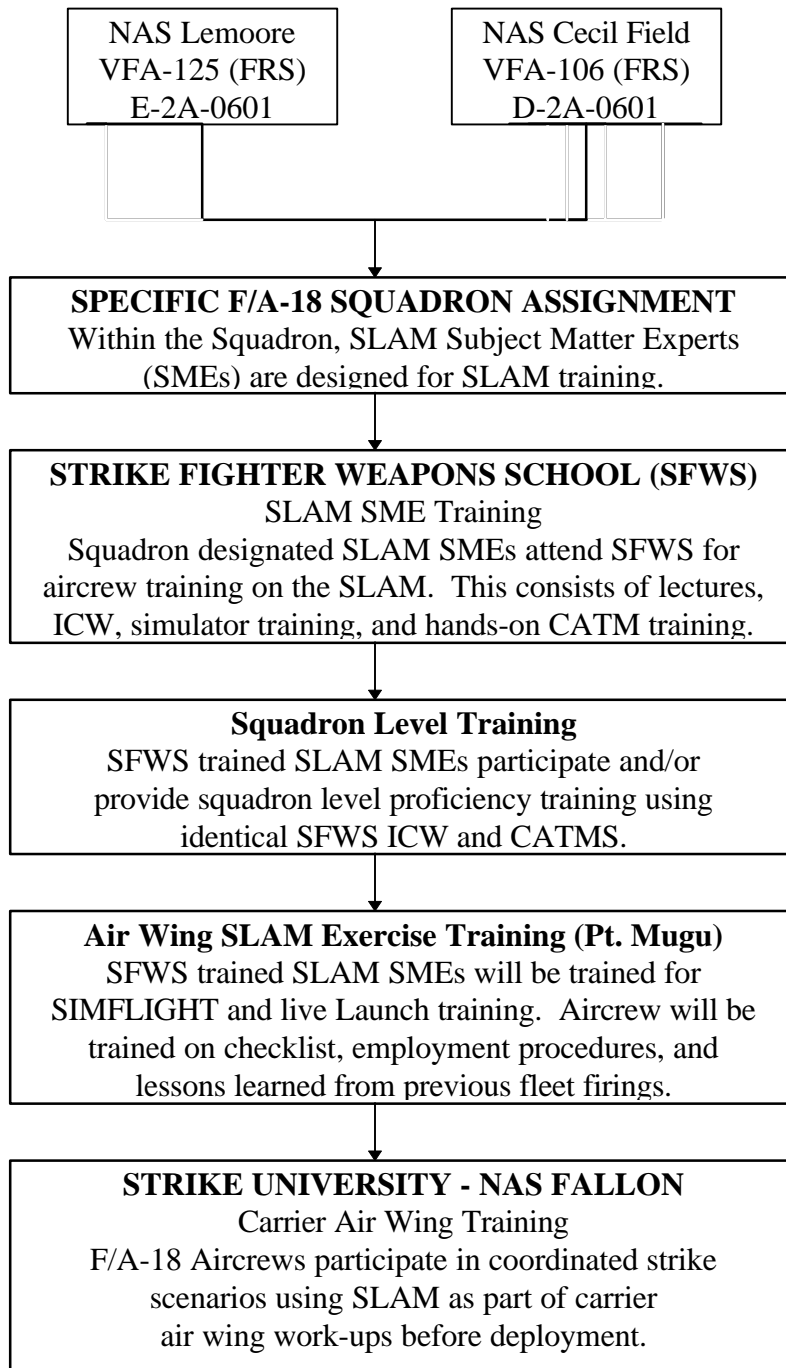 NAS Lemoore
VFA-125 (FRS)
E-2A-0601
NAS Cecil Field
VFA-106 (FRS)
D-2A-0601
SPECIFIC F/A-18 SQUADRON ASSIGNMENT
Within the Squadron, SLAM Subject Matter Experts
(SMEs) are designed for SLAM training.
STRIKE FIGHTER WEAPONS SCHOOL (SFWS)
SLAM SME Training
Squadron designated SLAM SMEs attend SFWS for
aircrew training on the SLAM.  This consists of lectures,
ICW, simulator training, and hands-on CATM training.
Squadron Level Training
SFWS trained SLAM SMEs participate and/or
provide squadron level proficiency training using
identical SFWS ICW and CATMS.
Air Wing SLAM Exercise Training (Pt. Mugu)
SFWS trained SLAM SMEs will be trained for
SIMFLIGHT and live Launch training.  Aircrew will be
trained on checklist, employment procedures, and
lessons learned from previous fleet firings.
STRIKE UNIVERSITY - NAS FALLON
Carrier Air Wing Training
F/A-18 Aircrews participate in coordinated strike
scenarios using SLAM as part of carrier
air wing work-ups before deployment.